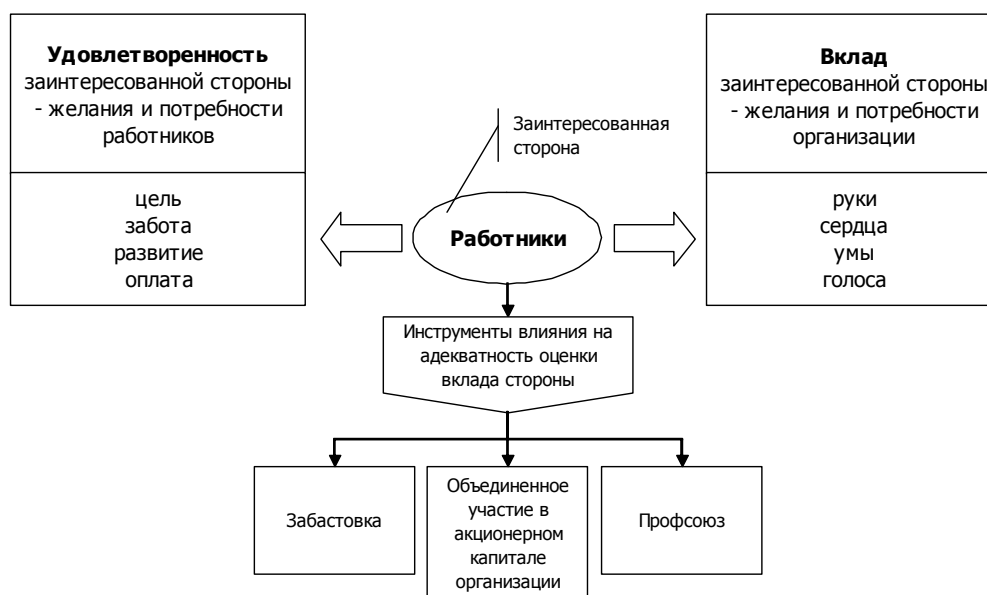 Удовлетворенность
заинтересованной стороны
- желания и потребности
работников
цель
забота
развитие
оплата
Заинтересованная
сторона
Работники
Вклад
заинтересованной стороны
- желания и потребности
организации
руки
сердца
умы
голоса
Инструменты влияния на
адекватность оценки
вклада стороны
Забастовка
Объединенное
участие в
акционерном
капитале
организации
Профсоюз